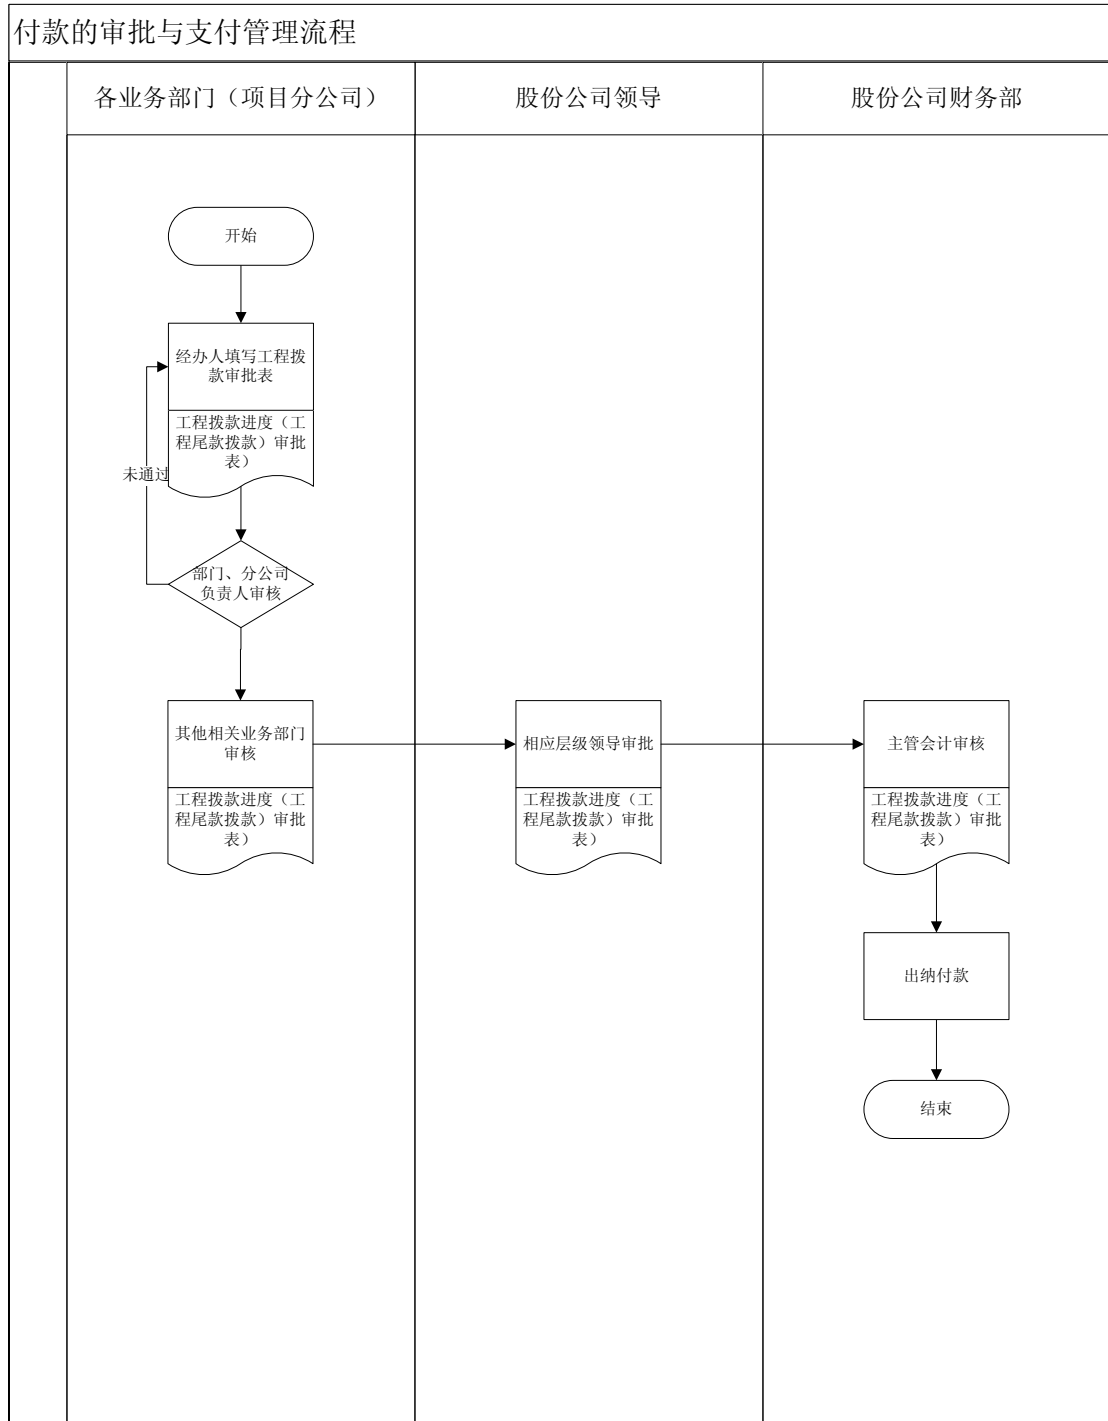 付款的审批与支付管理流程
各业务部门（项目分公司）
股份公司领导
股份公司财务部
开始
经办人填写工程拨
款审批表
工程拨款进度（工
程尾款拨款）审批
表）
未通过
部门、分公司
负责人审核
其他相关业务部门
审核
工程拨款进度（工
程尾款拨款）审批
表）
相应层级领导审批
工程拨款进度（工
程尾款拨款）审批
表）
主管会计审核
工程拨款进度（工
程尾款拨款）审批
表）
出纳付款
结束